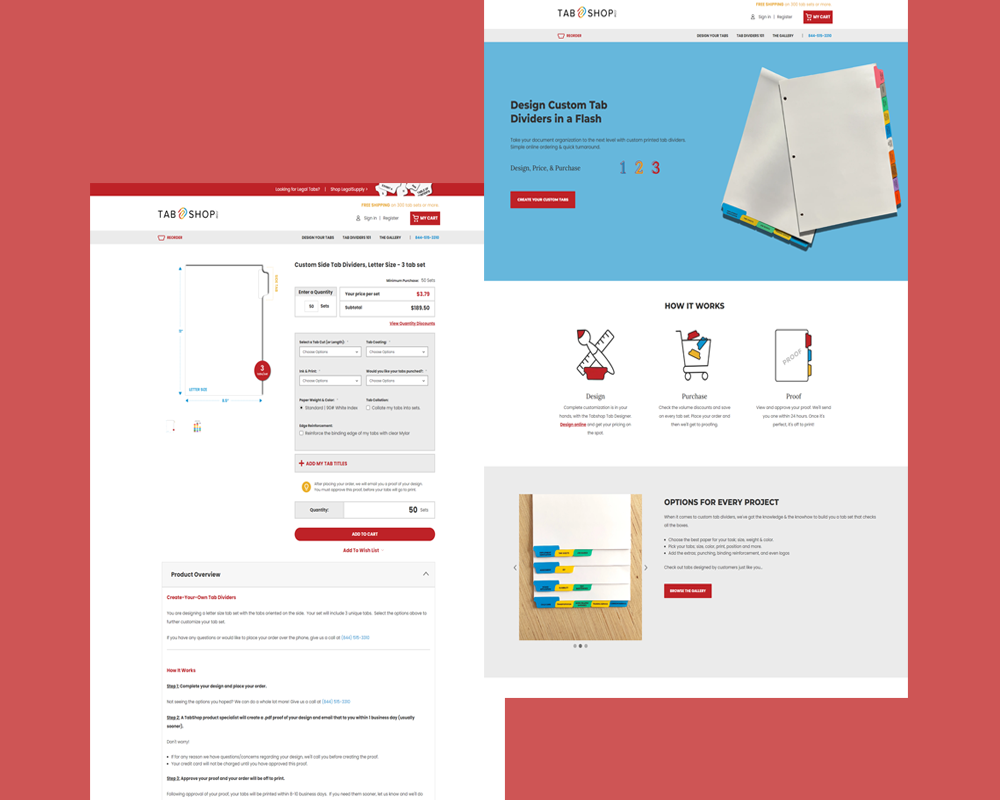 FREE SHIPPING on 300 tab sets or more.
TAB SHOP
Sign in | Register
MY CART
REORDER
DESIGN YOUR TABS
TAB DIVIDERS 101
THE GALLERY
844-515-3310
Design Custom Tab
Dividers in a Flash
Take your document organization to the next level with custom printed tab dividers.
Simple online ordering & quick turnaround.
Design, Price, & Purchase
1 2 3
CREATE YOUR CUSTOM TABS
HOW IT WORKS
Design
Complete customization is in your
hands, with the Tabshop Tab Designer.
Design online and get your pricing on
the spot.
Purchase
Check the volume discounts and save
on every tab set. Place your order and
then we'll get to proofing.
PROOF
Proof
View and approve your proof. We'll send
you one within 24 hours. Once it's
perfect, it's off to print!
OPTIONS FOR EVERY PROJECT
When it comes to custom tab dividers, we've got the knowledge & the knowhow to build you a tab set that checks
all the boxes:
• Choose the best paper for your task; size, weight & color.
• Pick your tabs; size, color, print, position and more.
• Add the extras; punching, binding reinforcement, and even logos.
Check out tabs designed by customers just like you...
BROWSE THE GALLERY
Looking for Legal Tabs? | Shop LegalSupply >
FREE SHIPPING on 300 tab sets or more.
TAB SHOP
Sign in | Register
MY CART
REORDER
DESIGN YOUR TABS
TAB DIVIDERS 101
THE GALLERY
844-515-3310
11"
LETTER SIZE
8.5"
3
Custom Side Tab Dividers, Letter Size - 3 tab set
Minimum Purchase: 50 Sets
Enter a Quantity
50 Sets
Your price per set
$3.79
Subtotal
$189.50
View Quantity Discounts
Select a Tab Cut (or Length): *
Choose Options
Tab Coating: *
Choose Options
Ink & Print: *
Choose Options
Would you like your tabs punched?: *
Choose Options
Paper Weight & Color: *
Standard | 90# White Index
Tab Collation:
Collate my tabs into sets.
Edge Reinforcement:
Reinforce the binding edge of my tabs with clear Mylar
+ ADD MY TAB TITLES
After placing your order, we will email you a proof of your design.
You must approve this proof, before your tabs will go to print.
Quantity:
50 Sets
ADD TO CART
Add To Wish List
Product Overview
Create-Your-Own Tab Dividers
You are designing a letter size tab set with the tabs oriented on the side. Your set will include 3 unique tabs. Select the options above to
further customize your tab set.
If you have any questions or would like to place your order over the phone, give us a call at (844) 515-3310
How It Works
Step 1: Complete your design and place your order.
Not seeing the options you hoped? We can do a whole lot more! Give us a call at (844) 515-3310.
Step 2: A TabShop product specialist will create a .pdf proof of your design and email that to you within 1 business day (usually
sooner).
Don't worry!
• If for any reason we have questions/concerns regarding your design, we'll call you before creating the proof.
• Your credit card will not be charged until you have approved this proof.
Step 3: Approve your proof and your order will be off to print.
Following approval of your proof, your tabs will be printed within 8-10 business days. If you need them sooner, let us know and we'll do